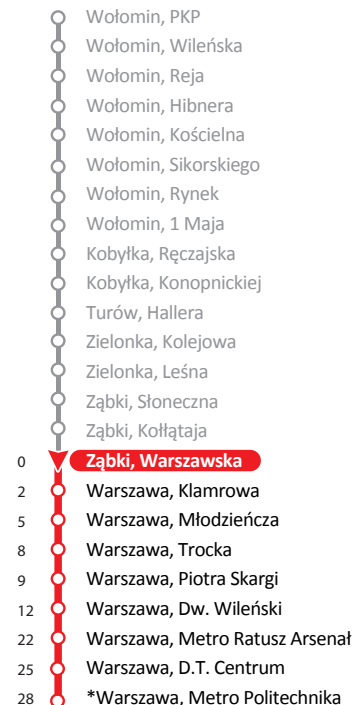 Wołomin, PKP
Wołomin, Wileńska
Wołomin, Reja
Wołomin, Hibnera
Wołomin, Kościelna
Wołomin, Sikorskiego
Wołomin, Rynek
Wołomin, 1 Maja
Kobyłka, Ręczajska
Kobyłka, Konopnickiej
Turów, Hallera
Zielonka, Kolejowa
Zielonka, Leśna
Ząbki, Słoneczna
Ząbki, Kołłątaja
0 Ząbki, Warszawska
2 Warszawa, Klamrowa
5 Warszawa, Młodzieńcza
8 Warszawa, Trocka
9 Warszawa, Piotra Skargi
12 Warszawa, Dw. Wileński
22 Warszawa, Metro Ratusz Arsenał
25 Warszawa, D.T. Centrum
28 *Warszawa, Metro Politechnika